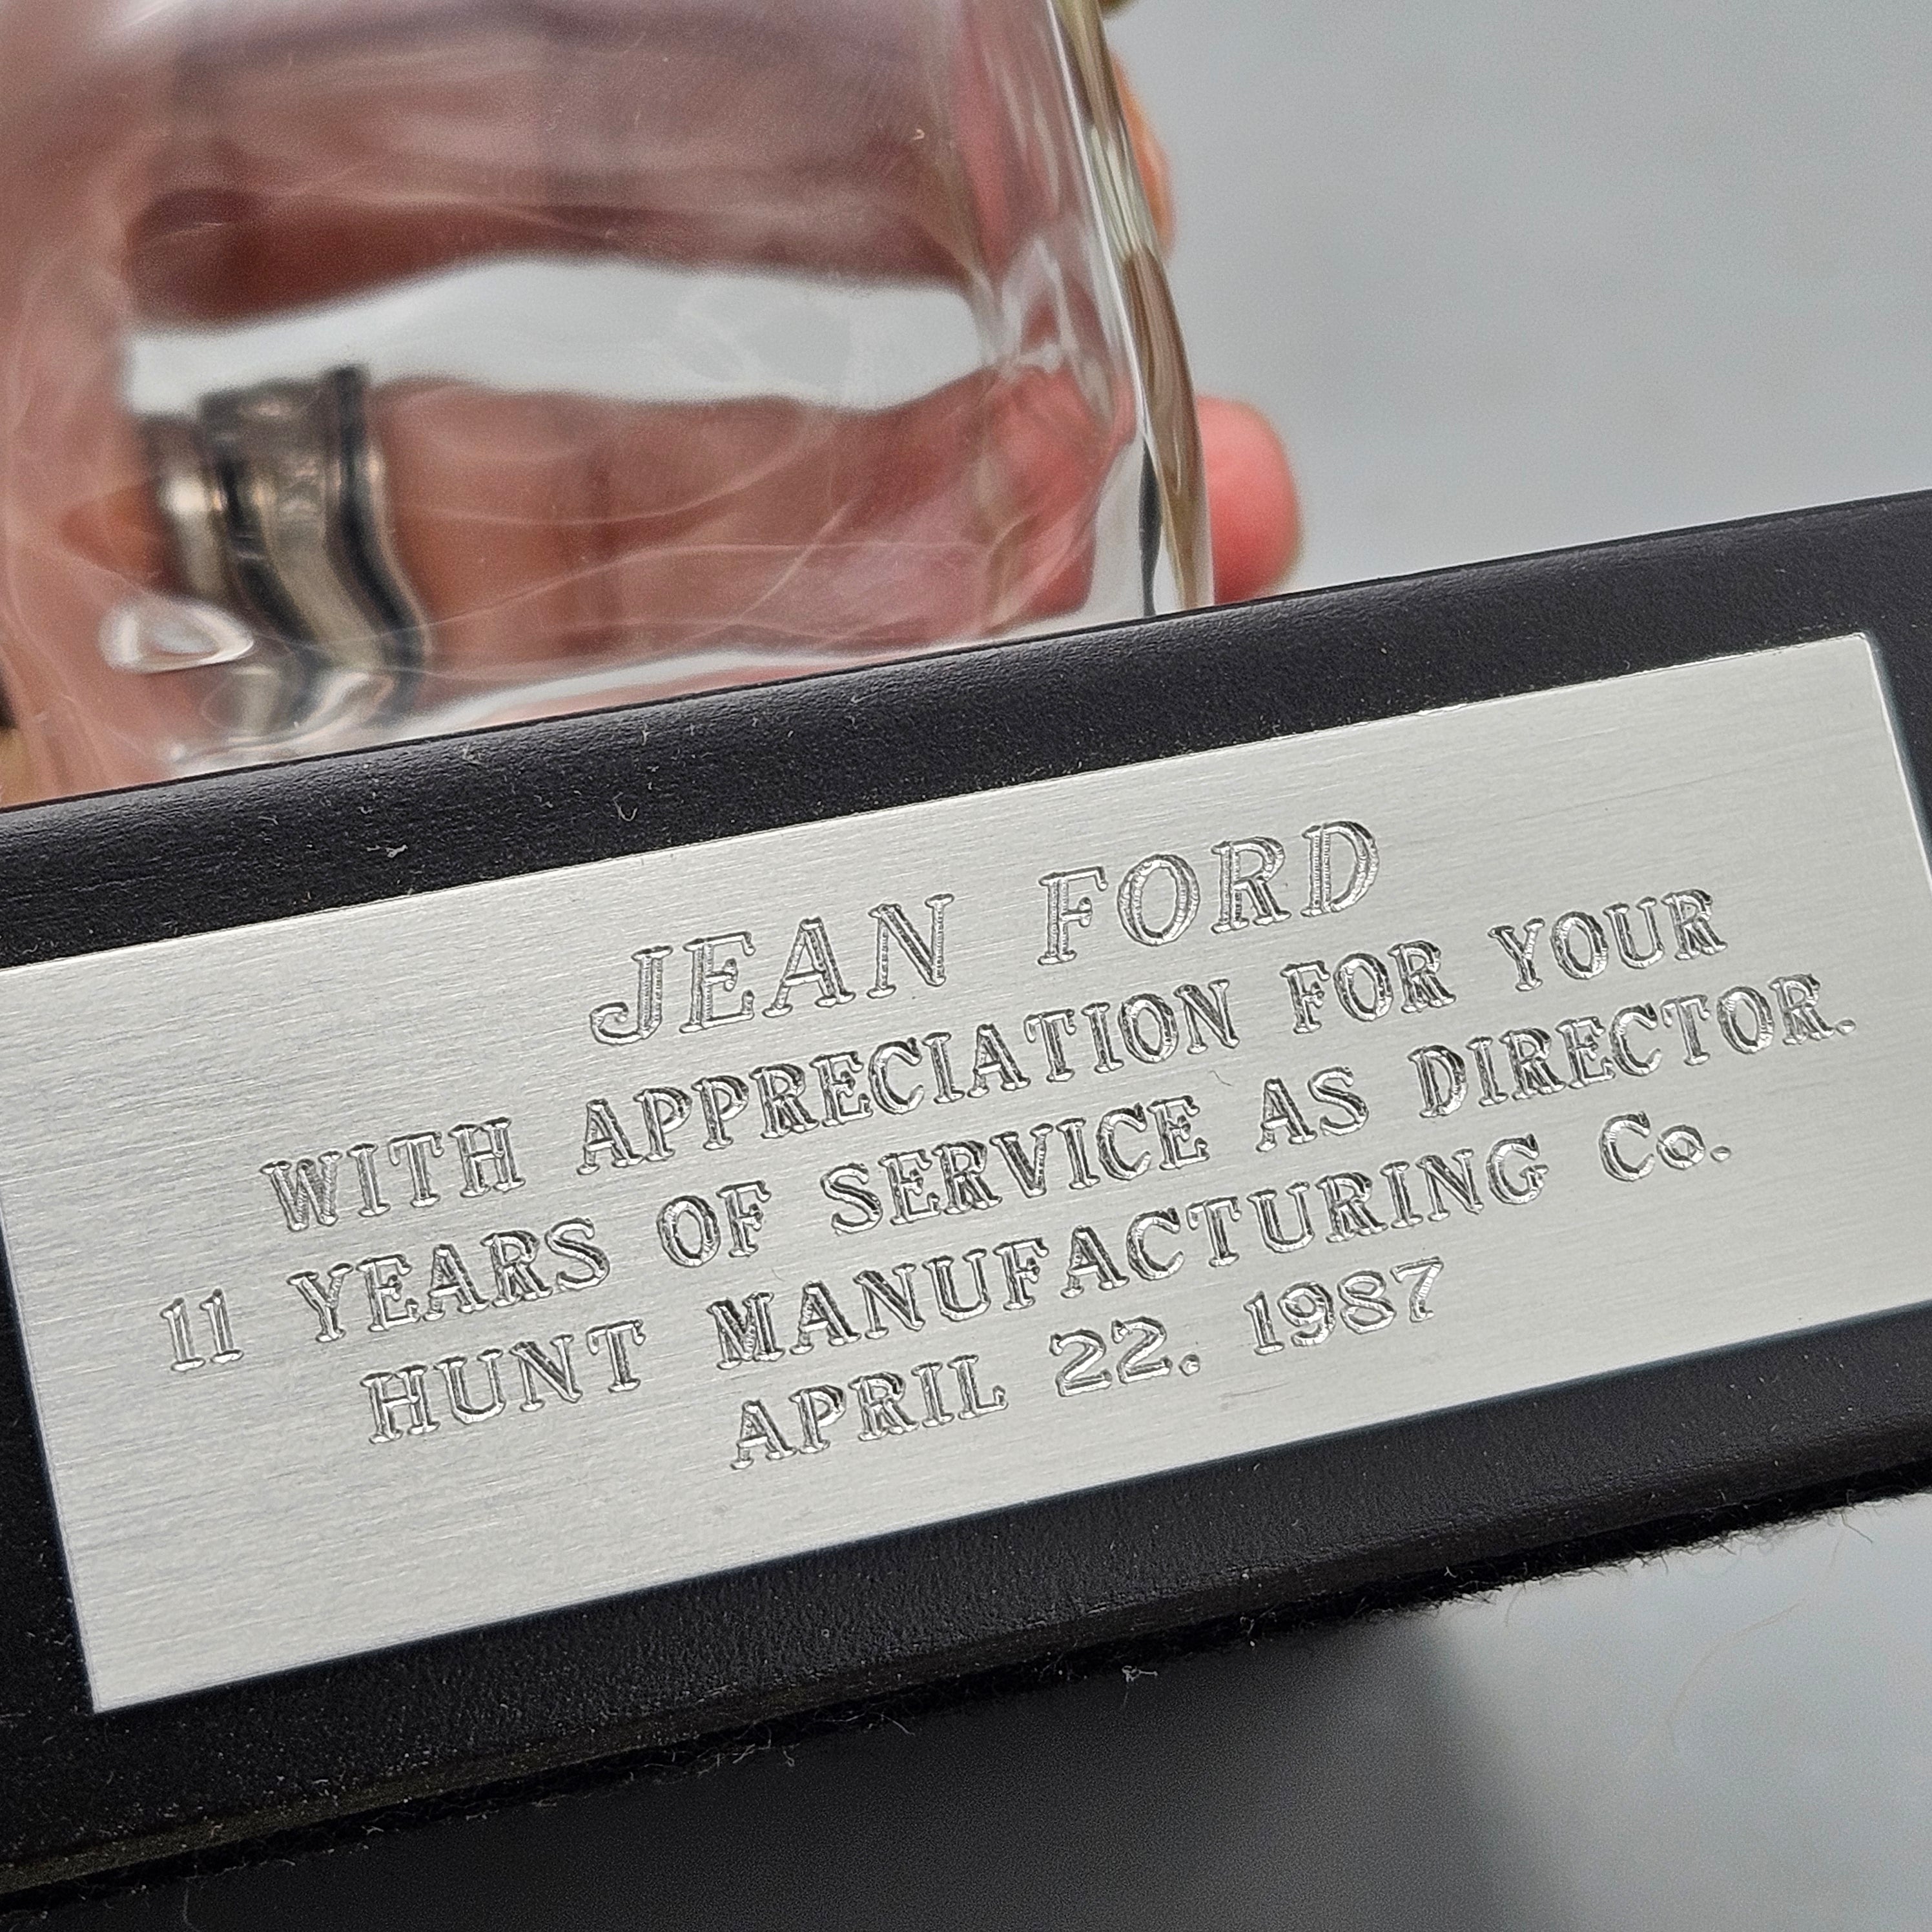 JEAN FORD
WITH APPRECIATION FOR YOUR
11 YEARS OF SERVICE AS DIRECTOR.
HUNT MANUFACTURING Co.
APRIL 22. 1987